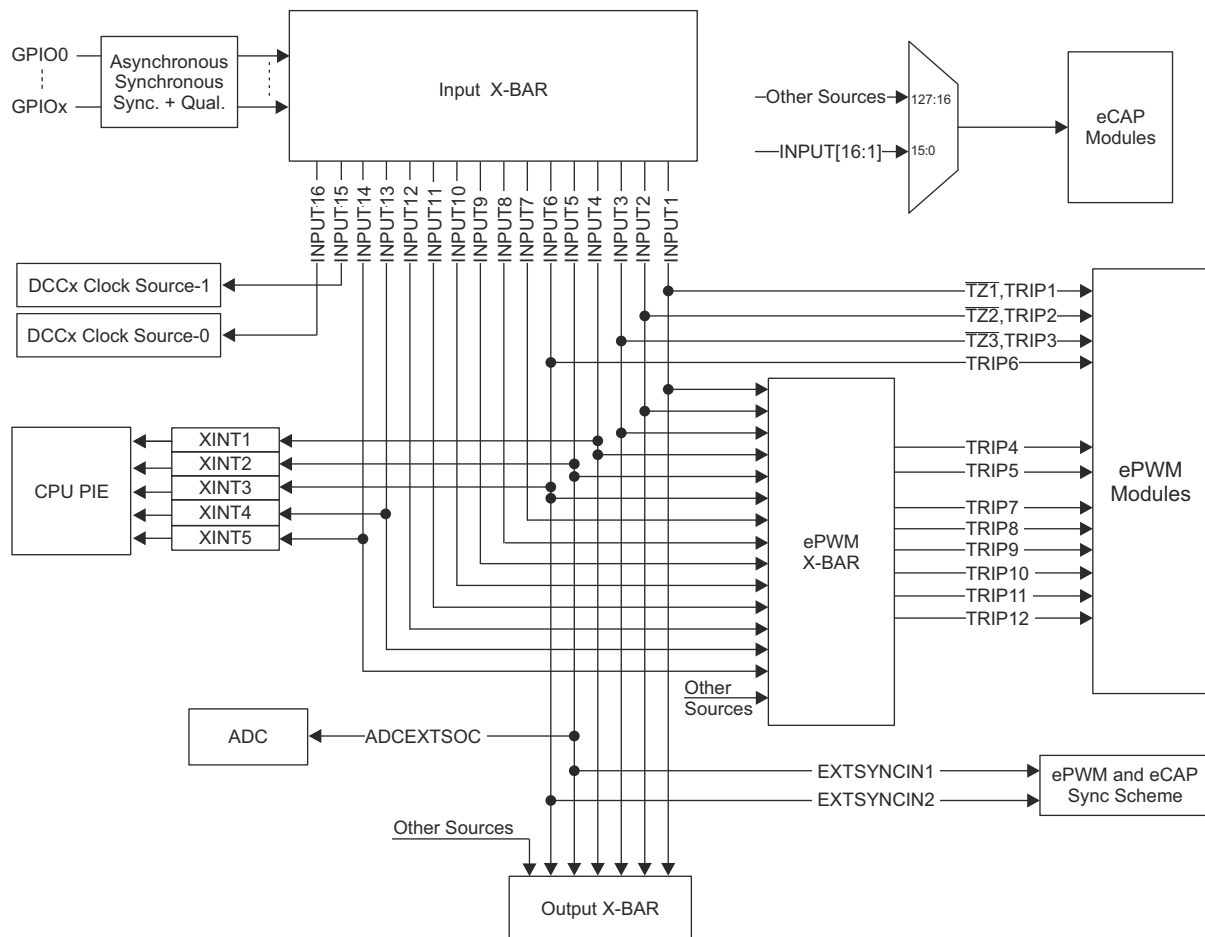 GPIO0
GPIOx
Asynchronous
Synchronous
Sync. + Qual.
Input X-BAR
Other Sources
127:16
INPUT[16:1]
15:0
eCAP
Modules
INPUT16
INPUT15
INPUT14
INPUT13
INPUT12
INPUT11
INPUT10
INPUT9
INPUT8
INPUT7
INPUT6
INPUT5
INPUT4
INPUT3
INPUT2
INPUT1
DCCx Clock Source-1
DCCx Clock Source-0
TZ1,TRIP1
TZ2,TRIP2
TZ3,TRIP3
TRIP6
CPU PIE
XINT1
XINT2
XINT3
XINT4
XINT5
ePWM
X-BAR
TRIP4
TRIP5
TRIP7
TRIP8
TRIP9
TRIP10
TRIP11
TRIP12
ePWM
Modules
Other
Sources
ADC
ADCEXTSOC
EXTSYNCIN1
EXTSYNCIN2
ePWM and eCAP
Sync Scheme
Other Sources
Output X-BAR